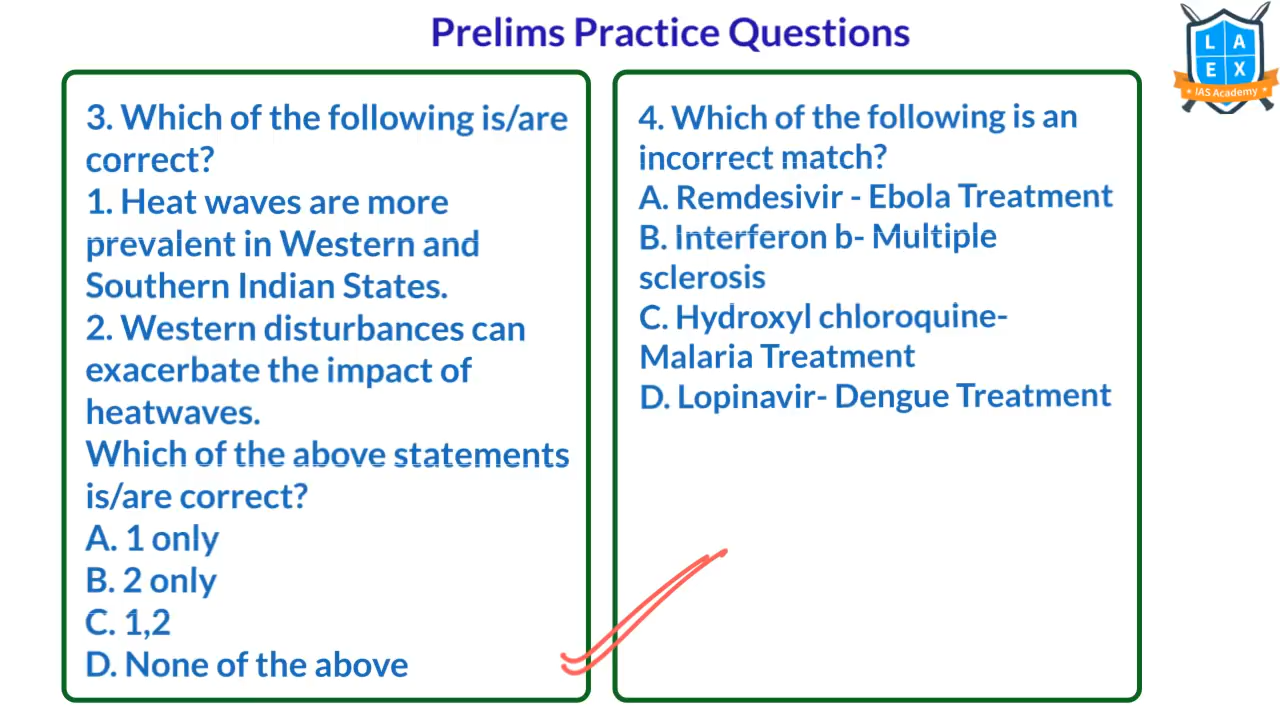 Prelims Practice Questions
L A
E X
IAS Academy
3. Which of the following is/are
correct?
1. Heat waves are more
prevalent in Western and
Southern Indian States.
2. Western disturbances can
exacerbate the impact of
heatwaves.
Which of the above statements
is/are correct?
A. 1 only
B. 2 only
C. 1,2
D. None of the above
4. Which of the following is an
incorrect match?
A. Remdesivir - Ebola Treatment
B. Interferon b- Multiple
sclerosis
C. Hydroxyl chloroquine-
Malaria Treatment
D. Lopinavir- Dengue Treatment